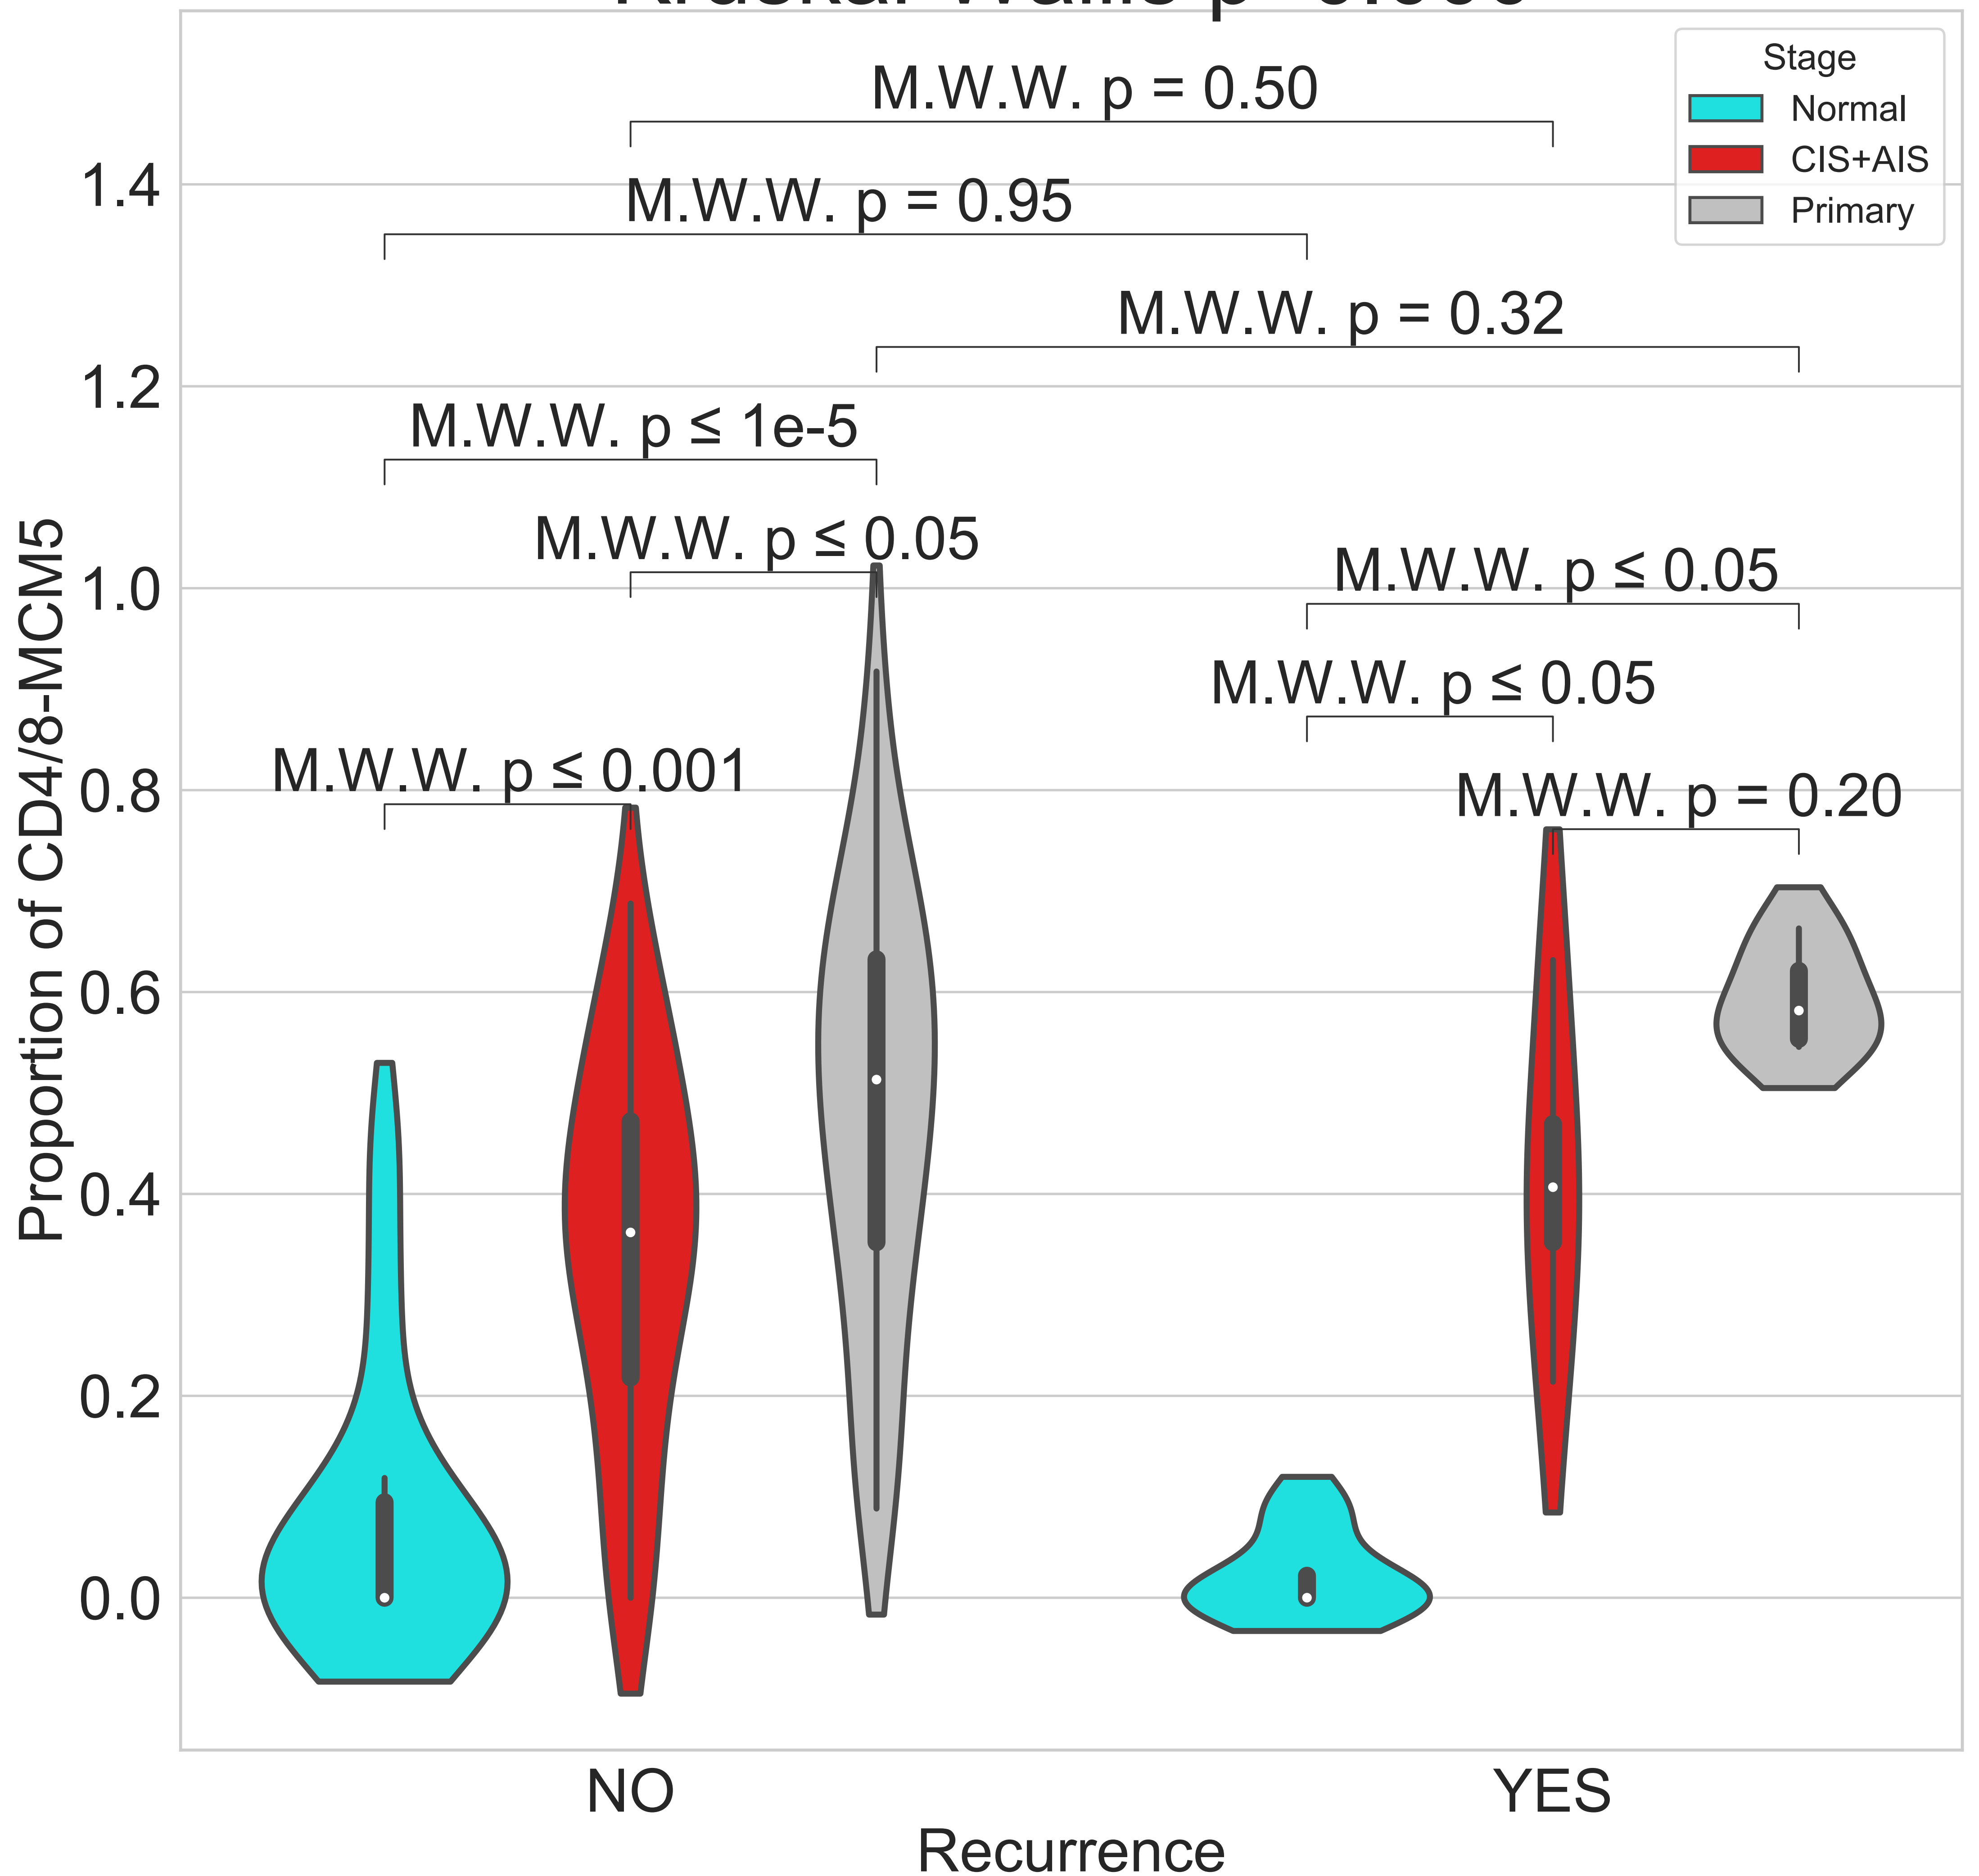 Stage
Normal
CIS+AIS
Primary
M.W.W. p = 0.50
M.W.W. p = 0.95
M.W.W. p = 0.32
M.W.W. p ≤ 1e-5
M.W.W. p ≤ 0.05
M.W.W. p ≤ 0.05
M.W.W. p ≤ 0.05
M.W.W. p ≤ 0.001
M.W.W. p = 0.20
Proportion of CD4/8-MCM5
1.4
1.2
1.0
0.8
0.6
0.4
0.2
0.0
NO
YES
Recurrence